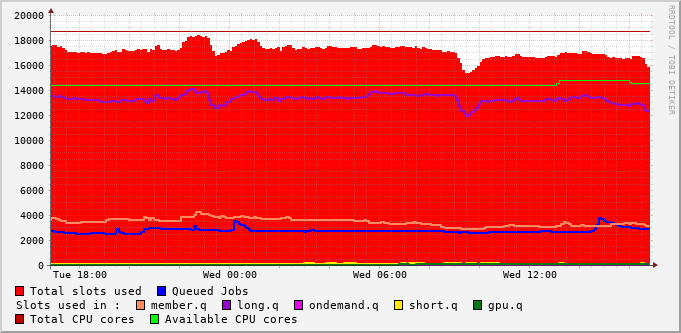 20000
18000
16000
14000
12000
10000
8000
6000
4000
2000
0
Tue 18:00 Wed 00:00 Wed 06:00 Wed 12:00
RRDTOOL / TOBI OETIKER
Total slots used Queued Jobs
Slots used in : member.q long.q ondemand.q short.q gpu.q
Total CPU cores Available CPU cores